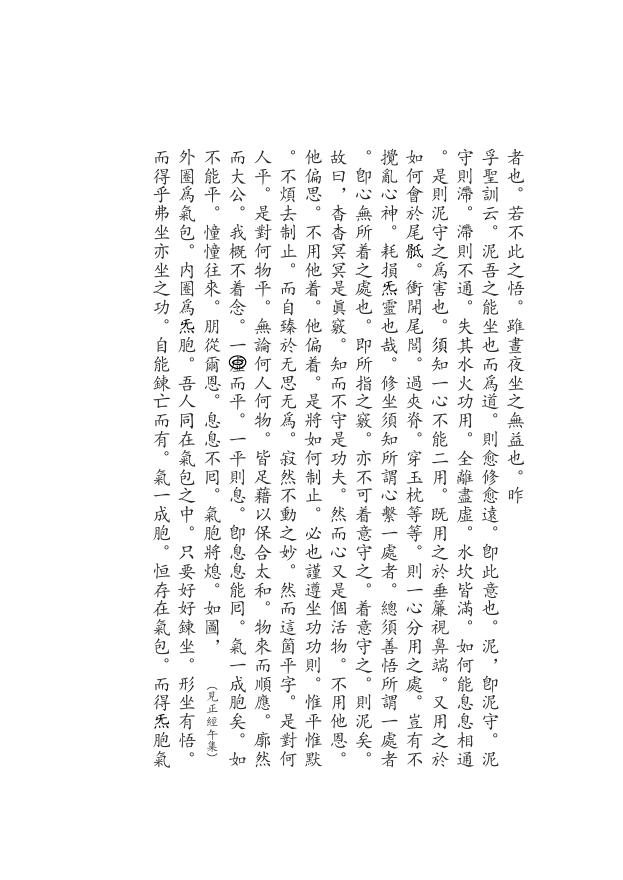 者也。若不此之悟。雖晝夜坐之無益也。昨
孚聖訓云。泥吾之能坐也而爲道。則愈修愈遠。卽此意也。泥，卽泥守。泥
守則滯。滯則不通。失其水火功用。全離盡虛。水坎皆滿。如何能息息相通
。是則泥守之爲害也。須知一心不能二用。既用之於垂簾視鼻端。又用之於
如何會於尾骶。衝開尾閭。過夾脊。穿玉枕等等。則一心分用之處。豈有不
攪亂心神。耗損炁靈也哉。修坐須知所謂心繫一處者。總須善悟所謂一處者
。卽心無所着之處也。即所指之竅。亦不可着意守之。着意守之。則泥矣。
故曰，杳杳冥冥是眞竅。知而不守是功夫。然而心又是個活物。不用他恩。
他偏思。不用他着。他偏着。是將如何制止。必也謹遵坐功功則。惟平惟默
。不煩去制止。而自臻於无思无爲。寂然不動之妙。然而這箇平字。是對何
人平。是對何物平。無論何人何物。皆足藉以保合太和。物來而順應。廓然
而大公。我概不着念。一虛而平。一平則息。卽息息能囘。氣一成胞矣。如
不能平。憧憧往來。朋從爾恩。息息不囘。氣胞將熄。如圖，（見正經午集）
外圈爲氣包。内圈爲炁胞。吾人同在氣包之中。只要好好鍊坐。形坐有悟。
而得乎弗坐亦坐之功。自能鍊亡而有。氣一成胞。恒存在氣包。而得炁胞氣